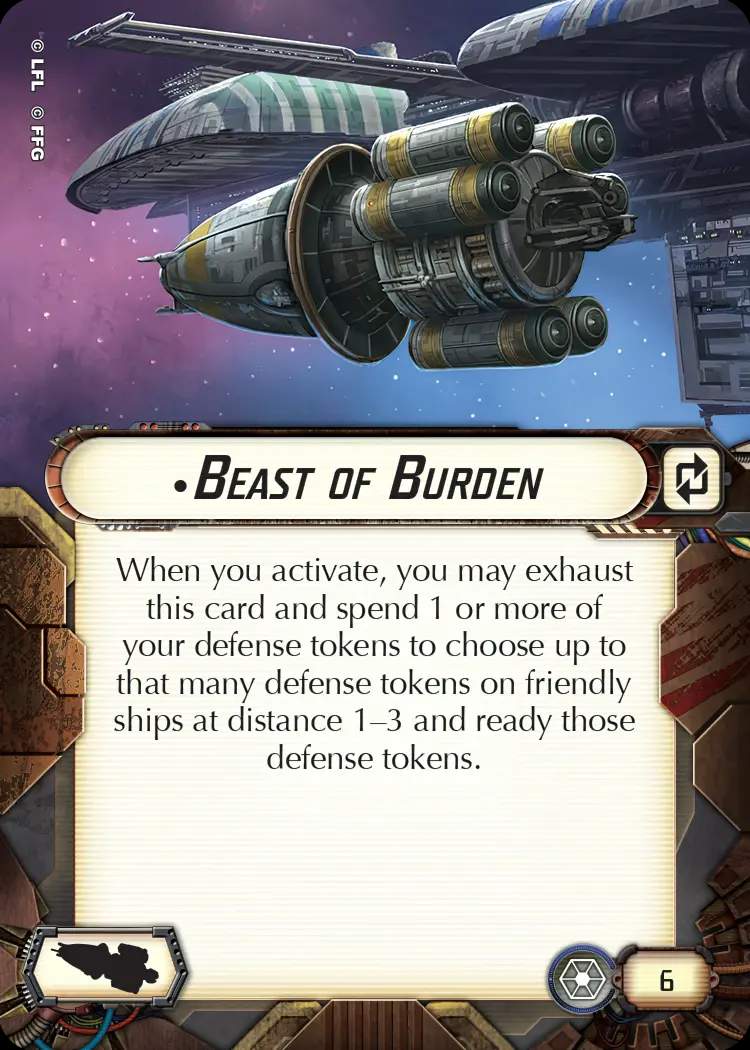 © LFL © FFG
• Beast of Burden
When you activate, you may exhaust
this card and spend 1 or more of
your defense tokens to choose up to
that many defense tokens on friendly
ships at distance 1–3 and ready those
defense tokens.
6